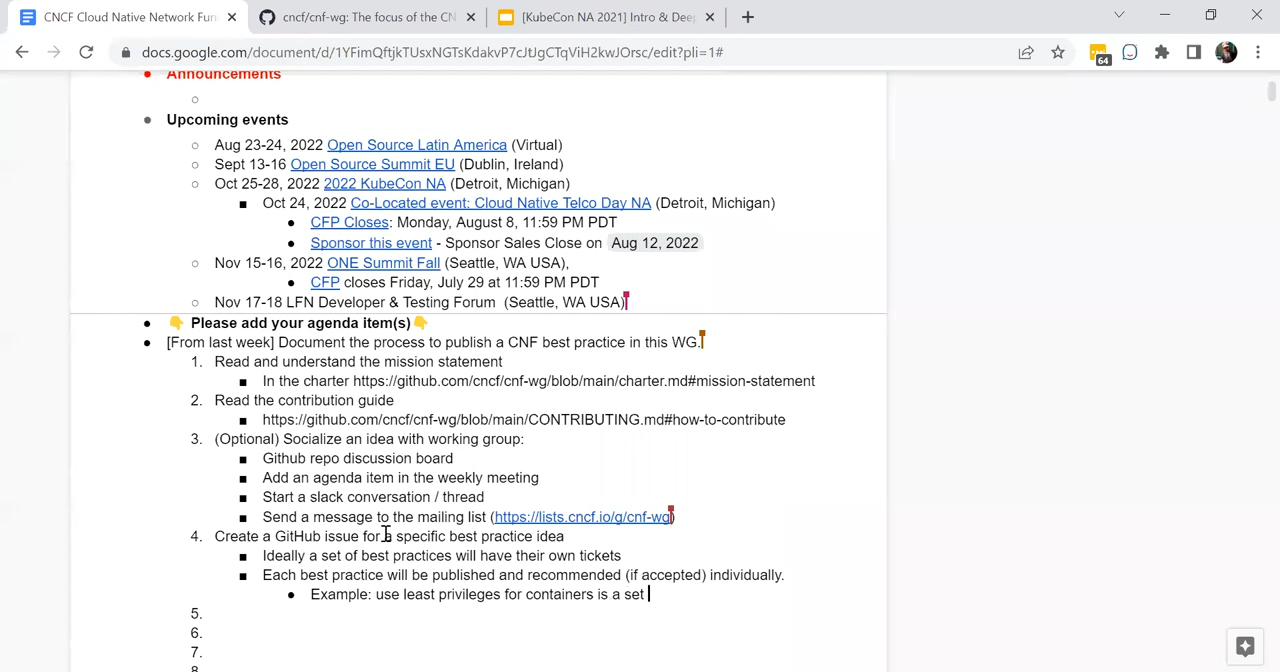 CNCF Cloud Native Network Fun
cncf/cnf-wg: The focus of the CN
[KubeCon NA 2021] Intro & Deep
docs.google.com/document/d/1YFimQftjkTUsxNGTsKdakvP7cJtJgCTqViH2kwJOrsc/edit?pli=1#
64
Announcements
Upcoming events
Aug 23-24, 2022 Open Source Latin America (Virtual)
Sept 13-16 Open Source Summit EU (Dublin, Ireland)
Oct 25-28, 2022 2022 KubeCon NA (Detroit, Michigan)
Oct 24, 2022 Co-Located event: Cloud Native Telco Day NA (Detroit, Michigan)
CFP Closes: Monday, August 8, 11:59 PM PDT
Sponsor this event - Sponsor Sales Close on Aug 12, 2022
Nov 15-16, 2022 ONE Summit Fall (Seattle, WA USA),
CFP closes Friday, July 29 at 11:59 PM PDT
Nov 17-18 LFN Developer & Testing Forum (Seattle, WA USA)
👇 Please add your agenda item(s)👇
[From last week] Document the process to publish a CNF best practice in this WG.
1. Read and understand the mission statement
In the charter https://github.com/cncf/cnf-wg/blob/main/charter.md#mission-statement
2. Read the contribution guide
https://github.com/cncf/cnf-wg/blob/main/CONTRIBUTING.md#how-to-contribute
3. (Optional) Socialize an idea with working group:
Github repo discussion board
Add an agenda item in the weekly meeting
Start a slack conversation / thread
Send a message to the mailing list (https://lists.cncf.io/g/cnf-wg)
4. Create a GitHub issue for a specific best practice idea
Ideally a set of best practices will have their own tickets
Each best practice will be published and recommended (if accepted) individually.
Example: use least privileges for containers is a set
5.
6.
7.
8.